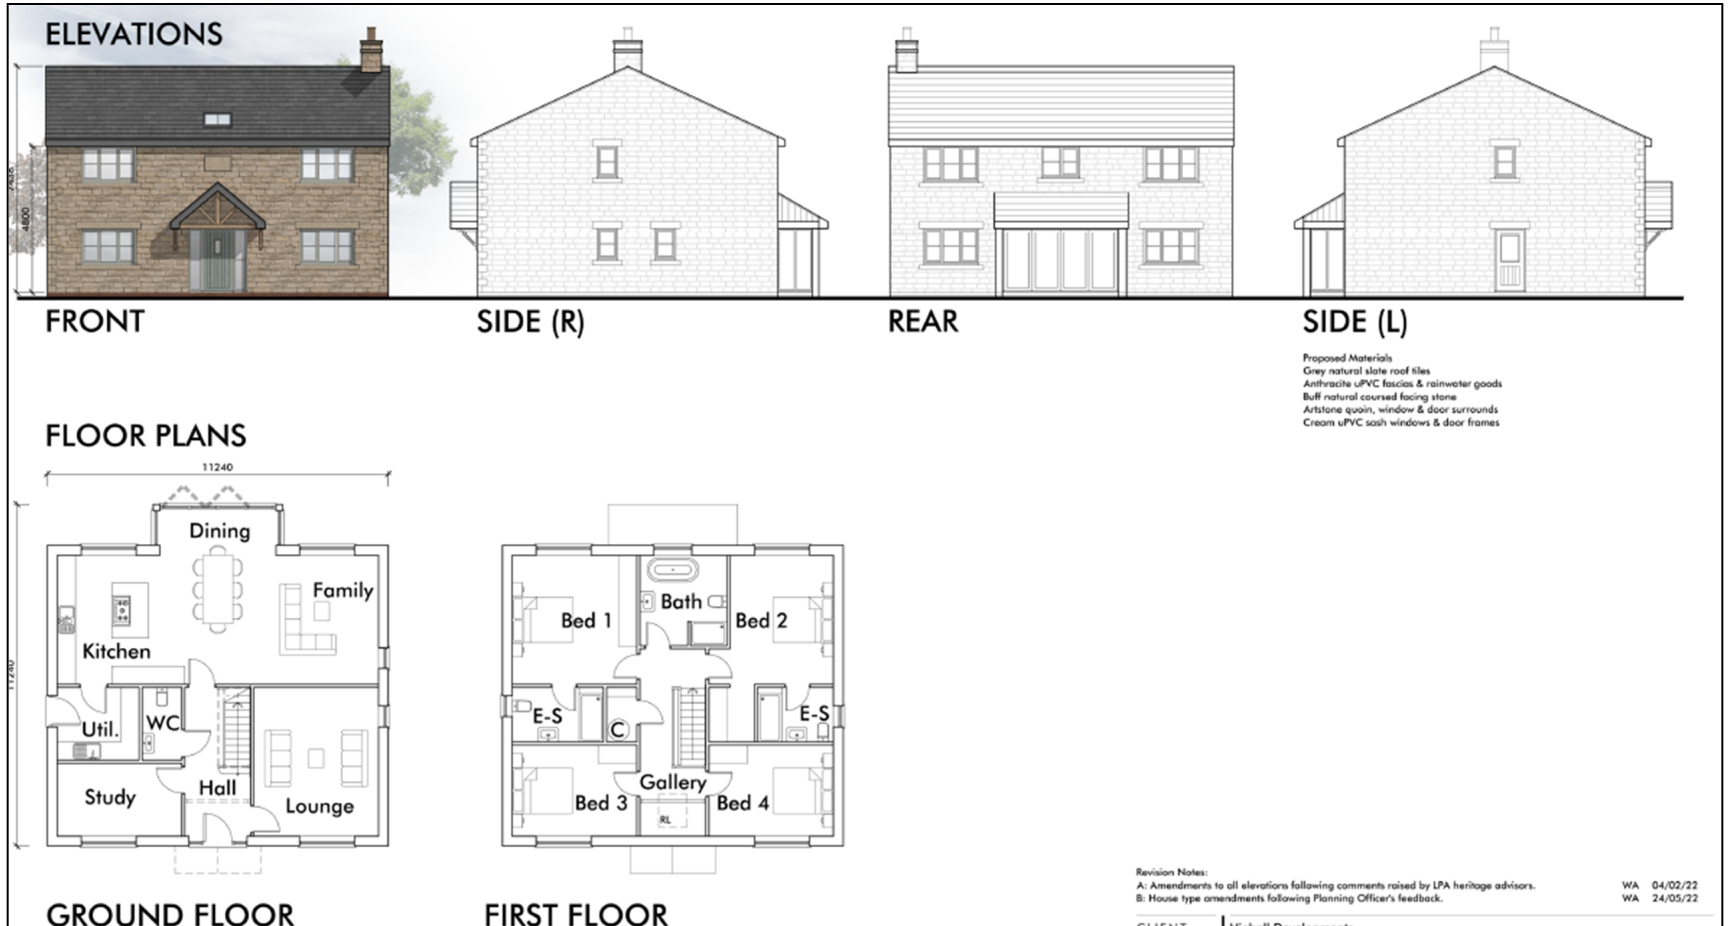 ELEVATIONS
4800
FRONT
SIDE (R)
REAR
SIDE (L)
Proposed Materials
Grey natural slate roof tiles
Anthracite uPVC fascias & rainwater goods
Buff natural coursed facing stone
Artstone quoin, window & door surrounds
Cream uPVC sash windows & door frames
FLOOR PLANS
11240
11240
Dining
Family
Kitchen
Util.
WC
Study
Hall
Lounge
Bath
Bed 1
Bed 2
E-S
C
E-S
Gallery
Bed 3
Bed 4
RL
GROUND FLOOR
FIRST FLOOR
Revision Notes:
A: Amendments to all elevations following comments raised by LPA heritage advisors. WA 04/02/22
B: House type amendments following Planning Officer's feedback. WA 24/05/22
CLIENT